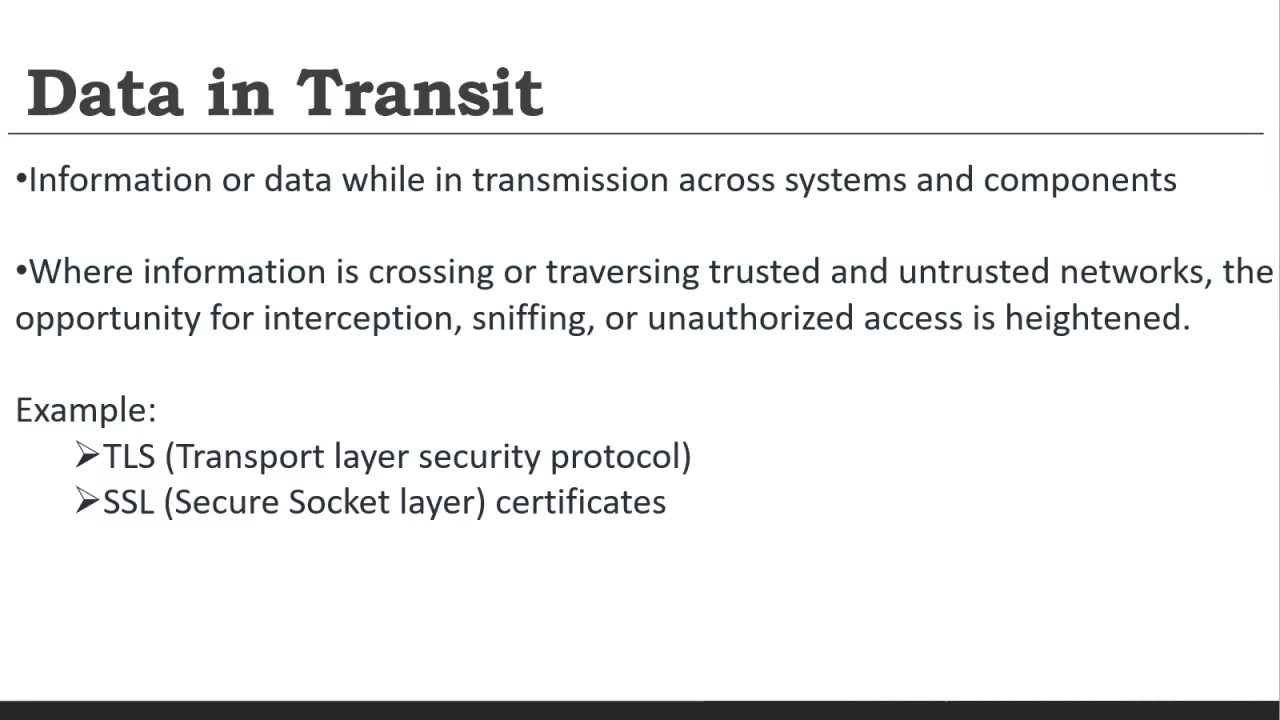 Data in Transit
•Information or data while in transmission across systems and components
•Where information is crossing or traversing trusted and untrusted networks, the
opportunity for interception, sniffing, or unauthorized access is heightened.
Example:
➢TLS (Transport layer security protocol)
➢SSL (Secure Socket layer) certificates